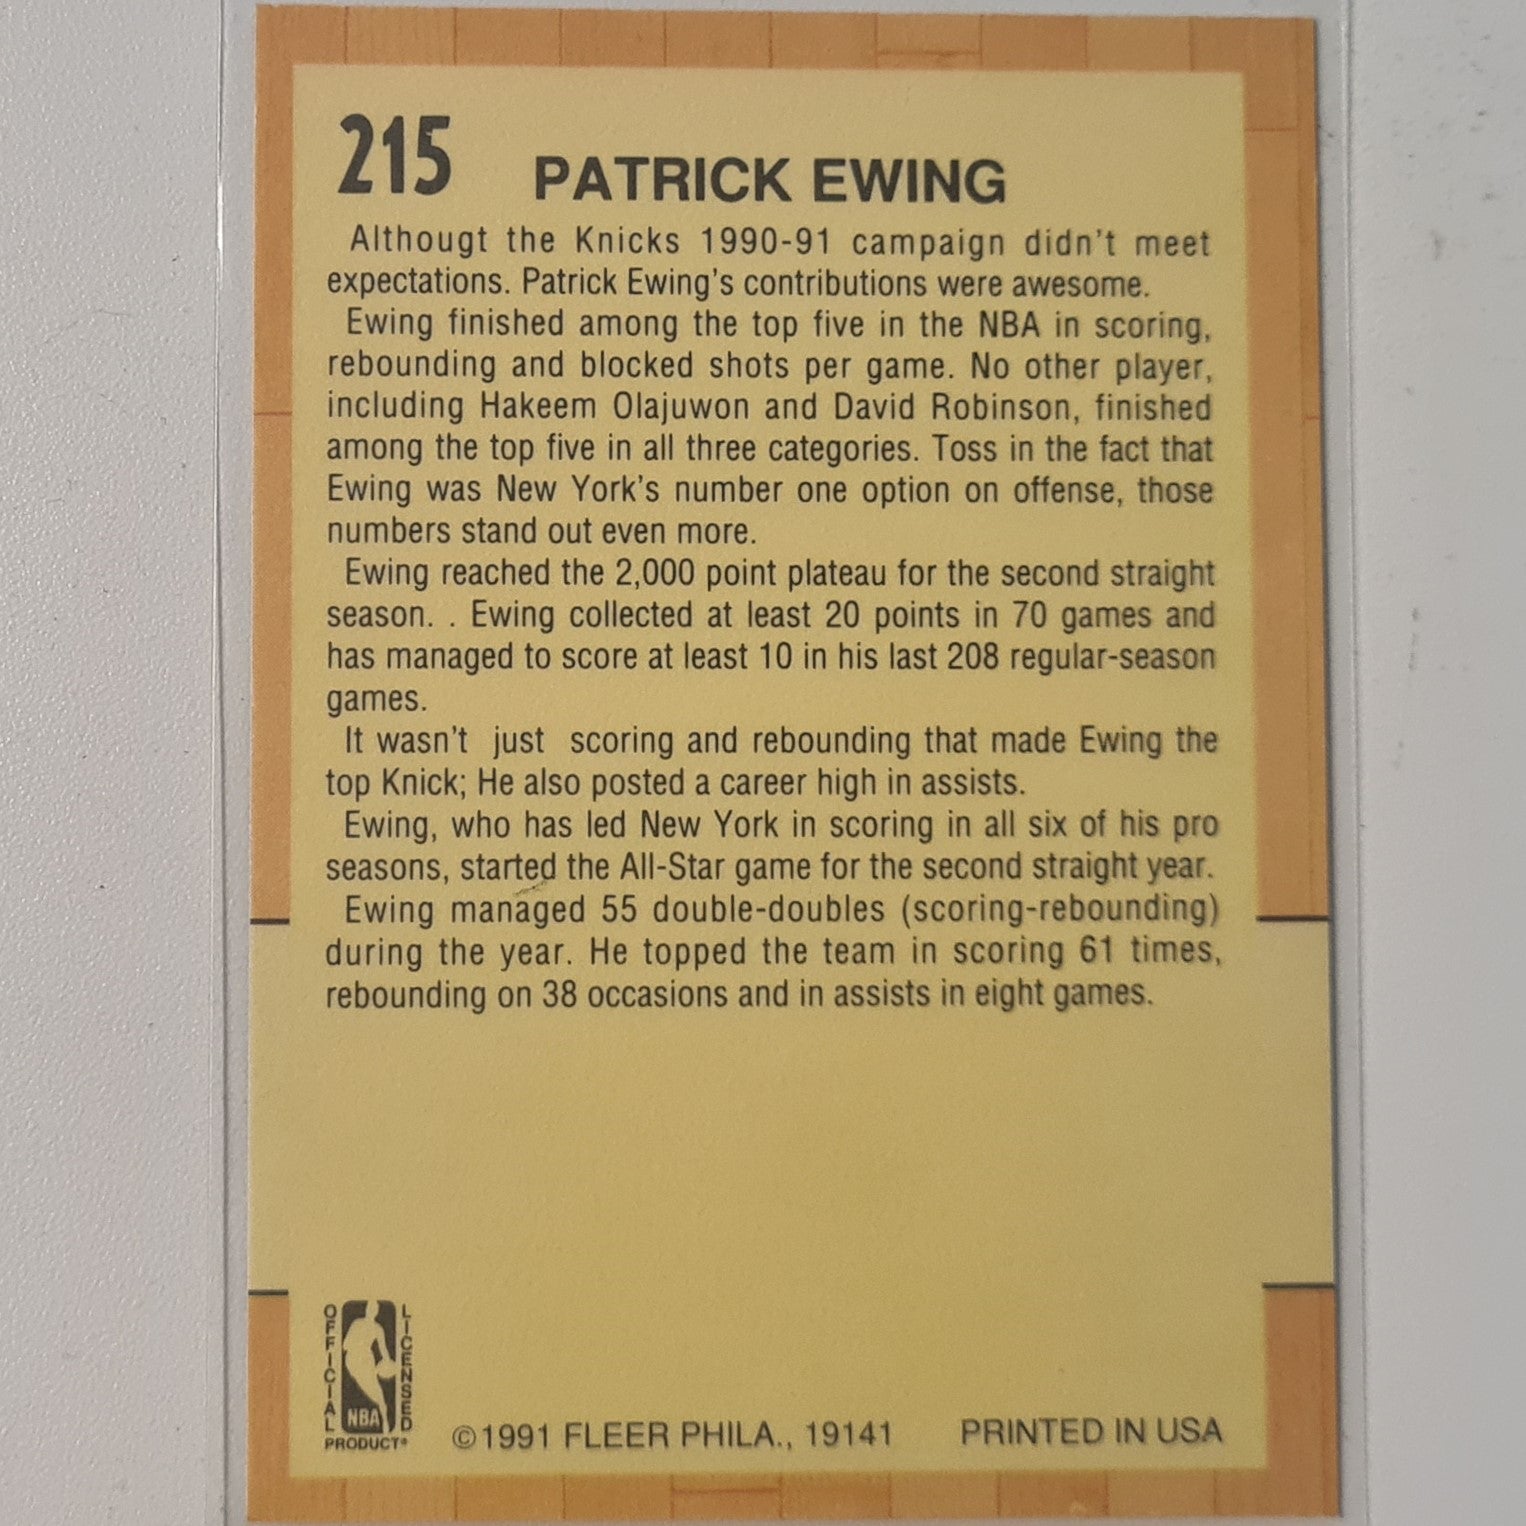 215
PATRICK EWING
Althougt the Knicks 1990-91 campaign didn't meet
expectations. Patrick Ewing's contributions were awesome.
Ewing finished among the top five in the NBA in scoring,
rebounding and blocked shots per game. No other player,
including Hakeem Olajuwon and David Robinson, finished
among the top five in all three categories. Toss in the fact that
Ewing was New York's number one option on offense, those
numbers stand out even more.
Ewing reached the 2,000 point plateau for the second straight
season. . Ewing collected at least 20 points in 70 games and
has managed to score at least 10 in his last 208 regular-season
games.
It wasn't just scoring and rebounding that made Ewing the
top Knick; He also posted a career high in assists.
Ewing, who has led New York in scoring in all six of his pro
seasons, started the All-Star game for the second straight year.
Ewing managed 55 double-doubles (scoring-rebounding)
during the year. He topped the team in scoring 61 times,
rebounding on 38 occasions and in assists in eight games.
OFFICIAL
NBA
LICENSED
PRODUCT®
©1991 FLEER PHILA., 19141 PRINTED IN USA